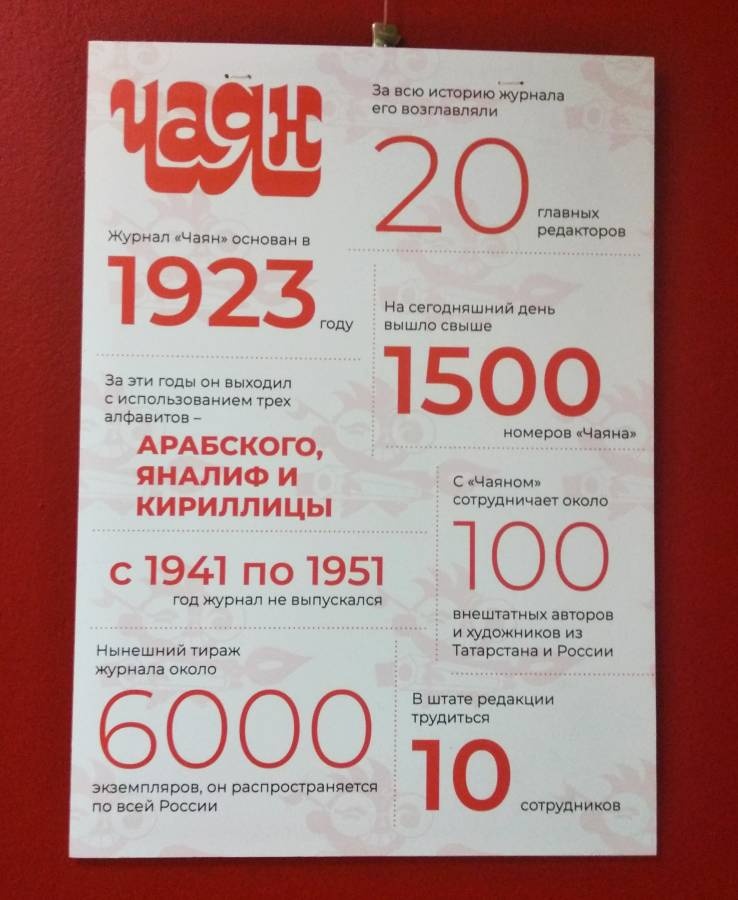 чаян
Журнал «Чаян» основан в
1923
году
За эти годы он выходил
с использованием трех
алфавитов –
АРАБСКОГО,
ЯНАЛИФ И
КИРИЛЛИЦЫ
с 1941 по 1951
год журнал не выпускался
Нынешний тираж
журнала около
6000
экземпляров, он распространяется
по всей России
За всю историю журнала
его возглавляли
20
главных
редакторов
На сегодняшний день
вышло свыше
1500
номеров «Чаяна»
С «Чаяном»
сотрудничает около
100
внештатных авторов
и художников из
Татарстана и России
В штате редакции
трудиться
10
сотрудников